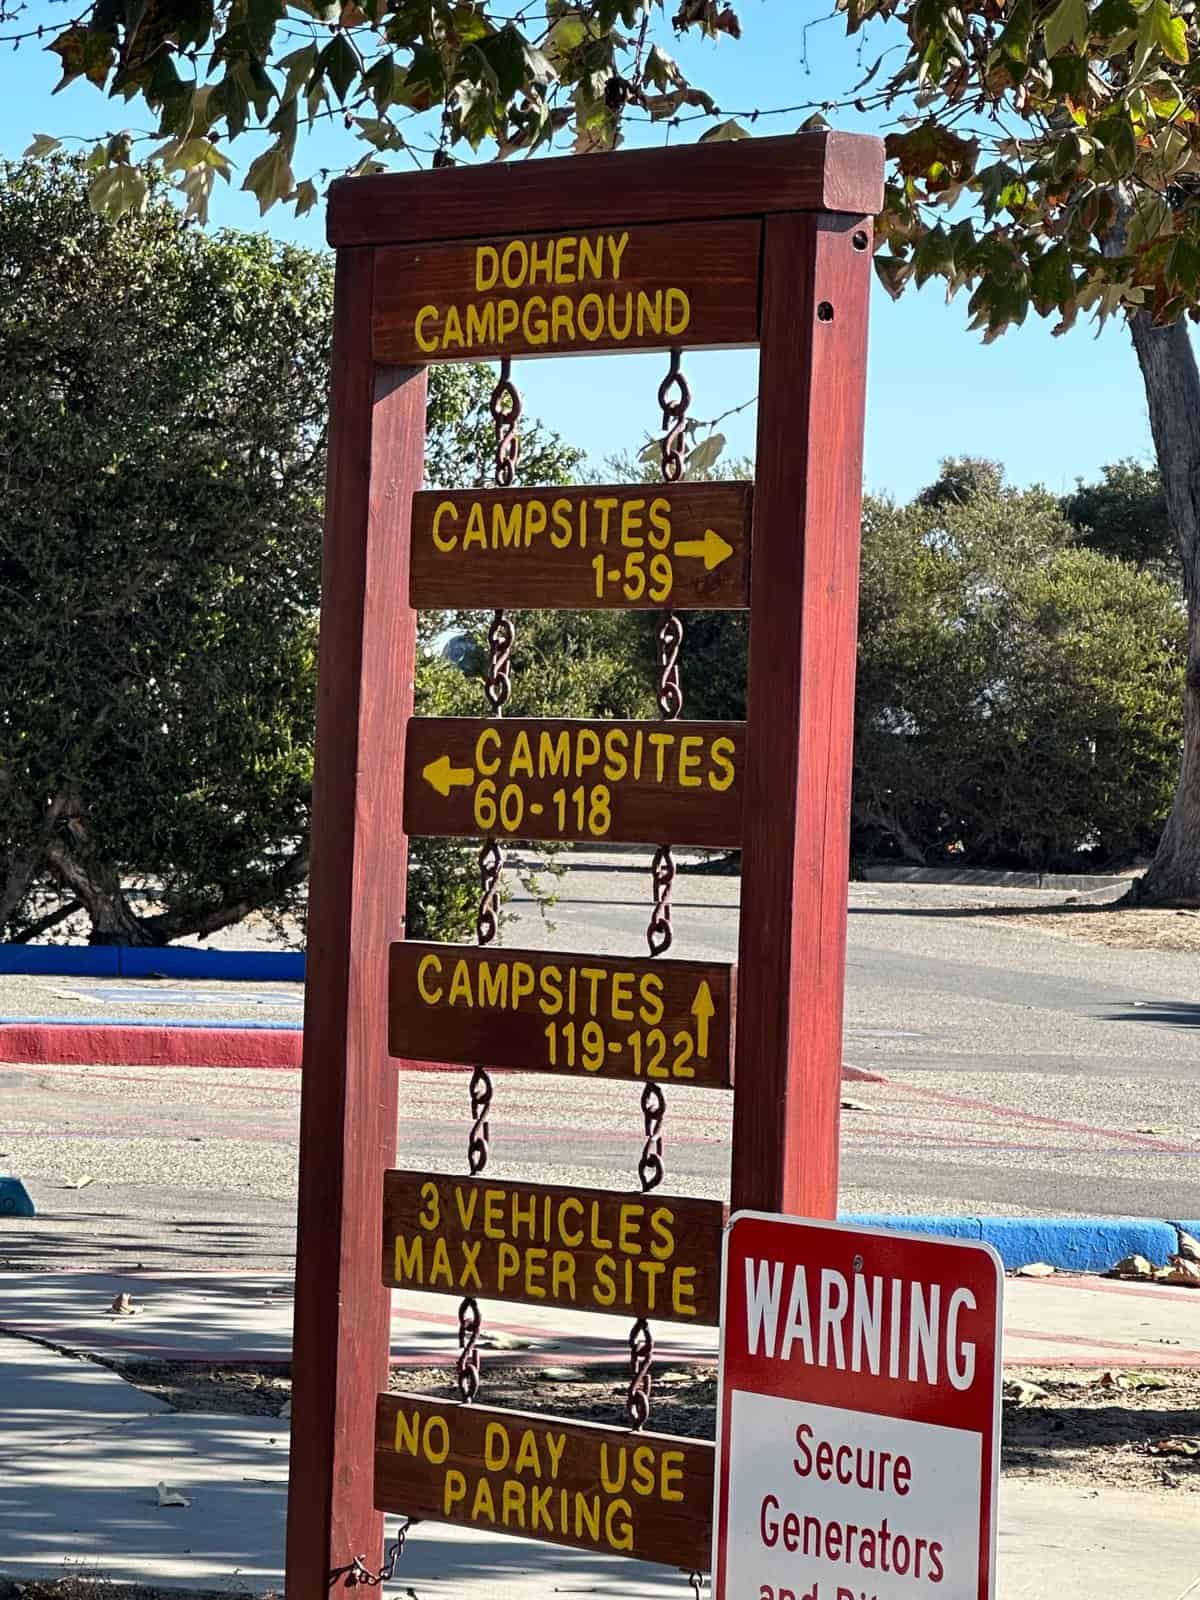 DOHENY
CAMPGROUND
CAMPSITES
1-59
CAMPSITES
60-118
CAMPSITES
119-122
3 VEHICLES
MAX PER SITE
NO DAY USE
PARKING
WARNING
Secure
Generators
and